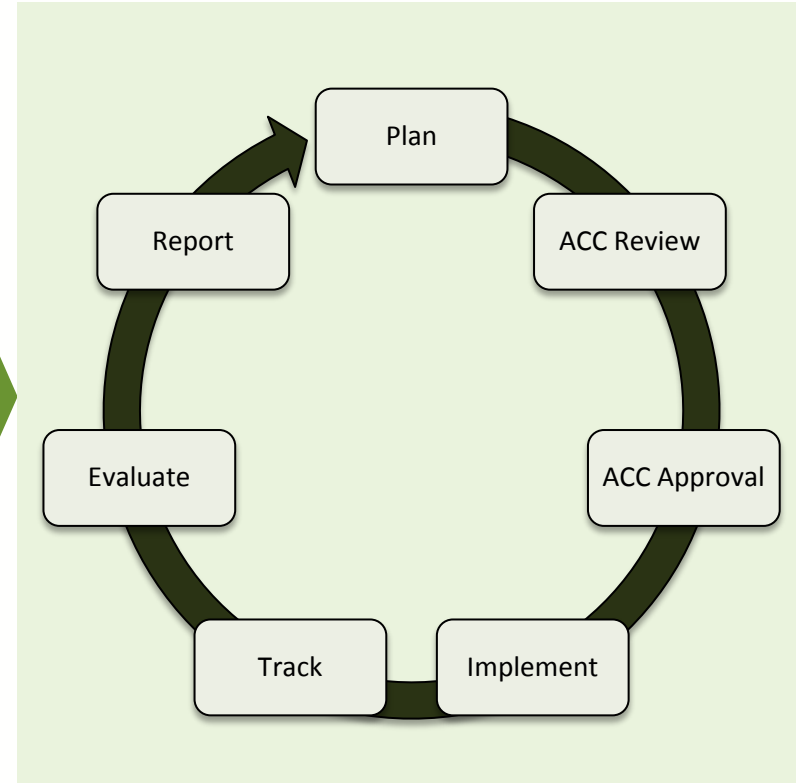 Plan
ACC Review
ACC Approval
Implement
Track
Evaluate
Report